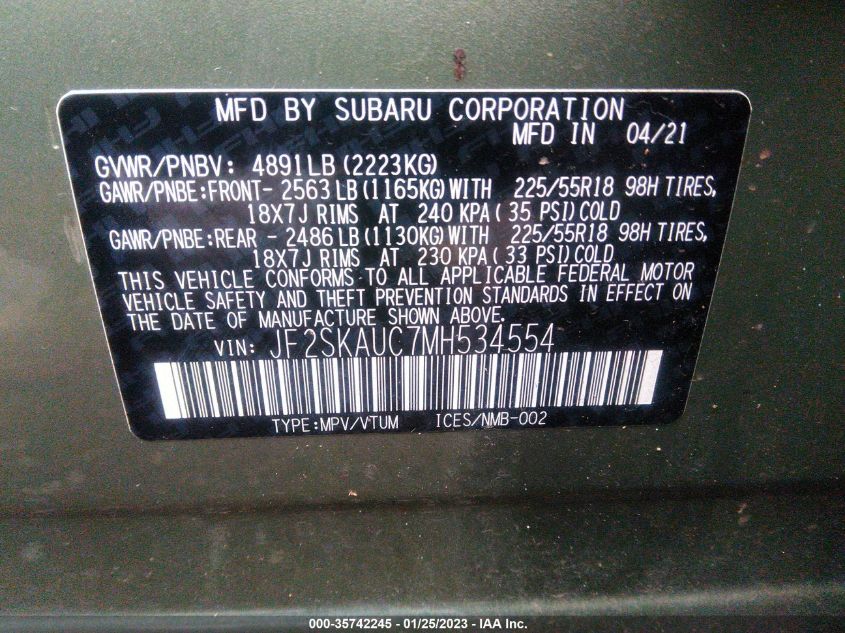 MFD BY SUBARU CORPORATION
MFD IN 04/21
GVWR/PNBV: 4891LB(2223KG)
GAWR/PNBE:FRONT- 2563LB(1165KG)WITH 225/55R18 98H TIRES,
18X7J RIMS AT 240 KPA(35 PSI)COLD
GAWR/PNBE:REAR - 2486LB(1130KG)WITH 225/55R18 98H TIRES,
18X7J RIMS AT 230 KPA(33 PSI)COLD
THIS VEHICLE CONFORMS TO ALL APPLICABLE FEDERAL MOTOR
VEHICLE SAFETY AND THEFT PREVENTION STANDARDS IN EFFECT ON
THE DATE OF MANUFACTURE SHOWN ABOVE.
VIN: JF2SKAUC7MH534554
TYPE:MPV/VTUM ICES/NMB-002
000-35742245 - 01/25/2023 - IAA Inc.